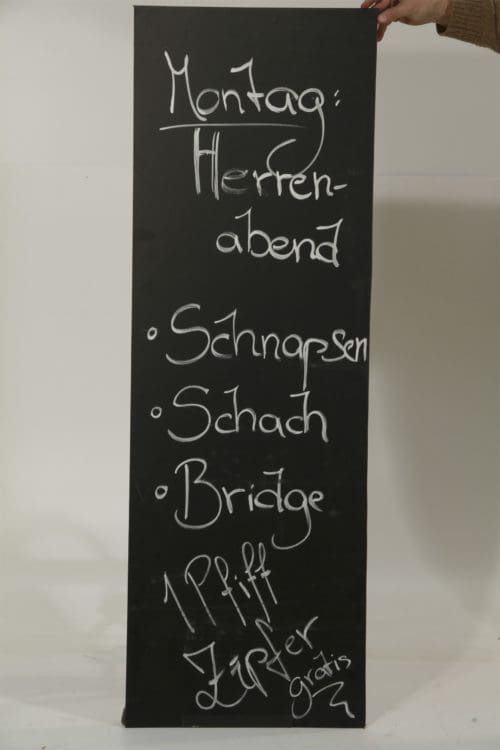 Montag:
Herren-
abend
• Schnapsen
• Schach
• Bridge
1 Pfiff
Zipfer
gratis